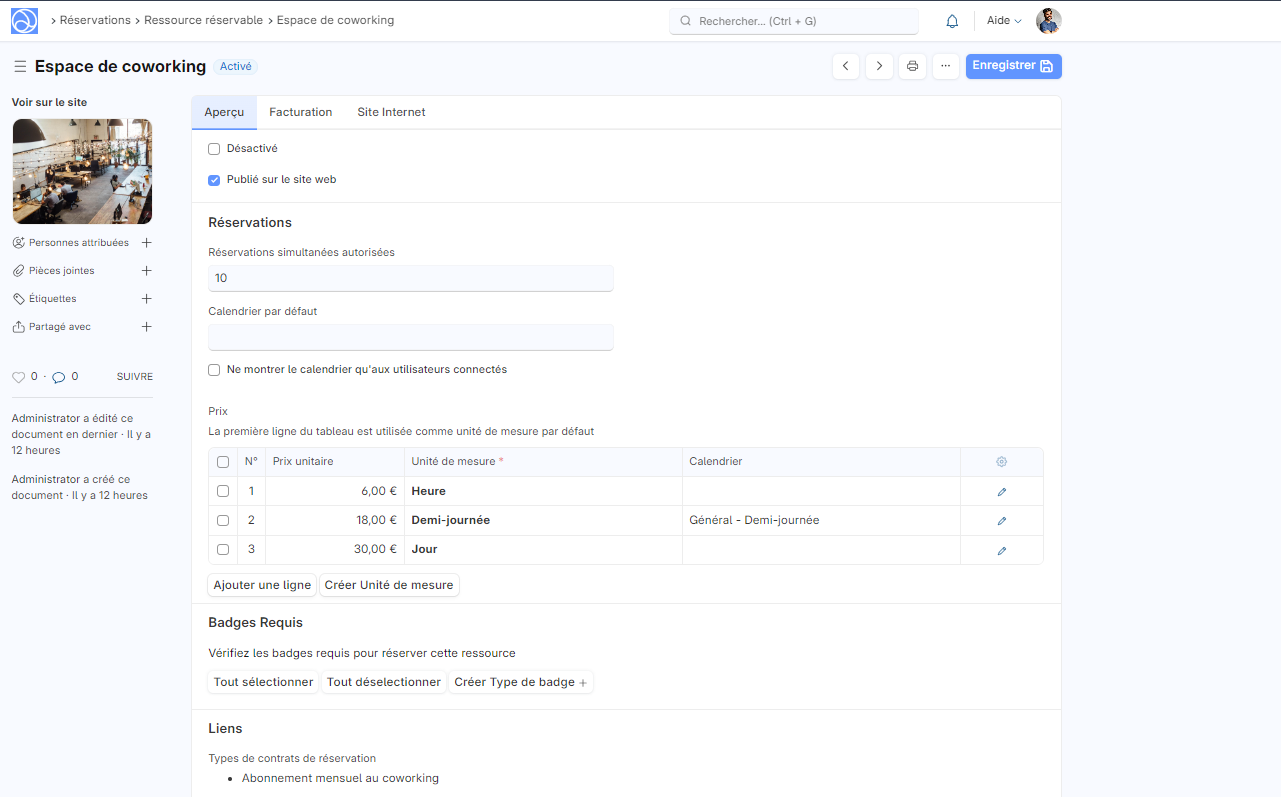 Réservations Ressource réservable Espace de coworking
Rechercher... (Ctrl + G)
Aide
Espace de coworking
Activé
...
Enregistrer
Voir sur le site
Personnes attribuées
Pièces jointes
Étiquettes
Partagé avec
0 · 0 SUIVRE
Administrator a édité ce
document en dernier · Il y a
12 heures
Administrator a créé ce
document · Il y a 12 heures
Aperçu Facturation Site Internet
Désactivé
Publié sur le site web
Réservations
Réservations simultanées autorisées
10
Calendrier par défaut
Ne montrer le calendrier qu'aux utilisateurs connectés
Prix
La première ligne du tableau est utilisée comme unité de mesure par défaut
N° Prix unitaire Unité de mesure * Calendrier
1 6,00 € Heure
2 18,00 € Demi-journée Général - Demi-journée
3 30,00 € Jour
Ajouter une ligne Créer Unité de mesure
Badges Requis
Vérifiez les badges requis pour réserver cette ressource
Tout sélectionner Tout déselectionner Créer Type de badge +
Liens
Types de contrats de réservation
• Abonnement mensuel au coworking